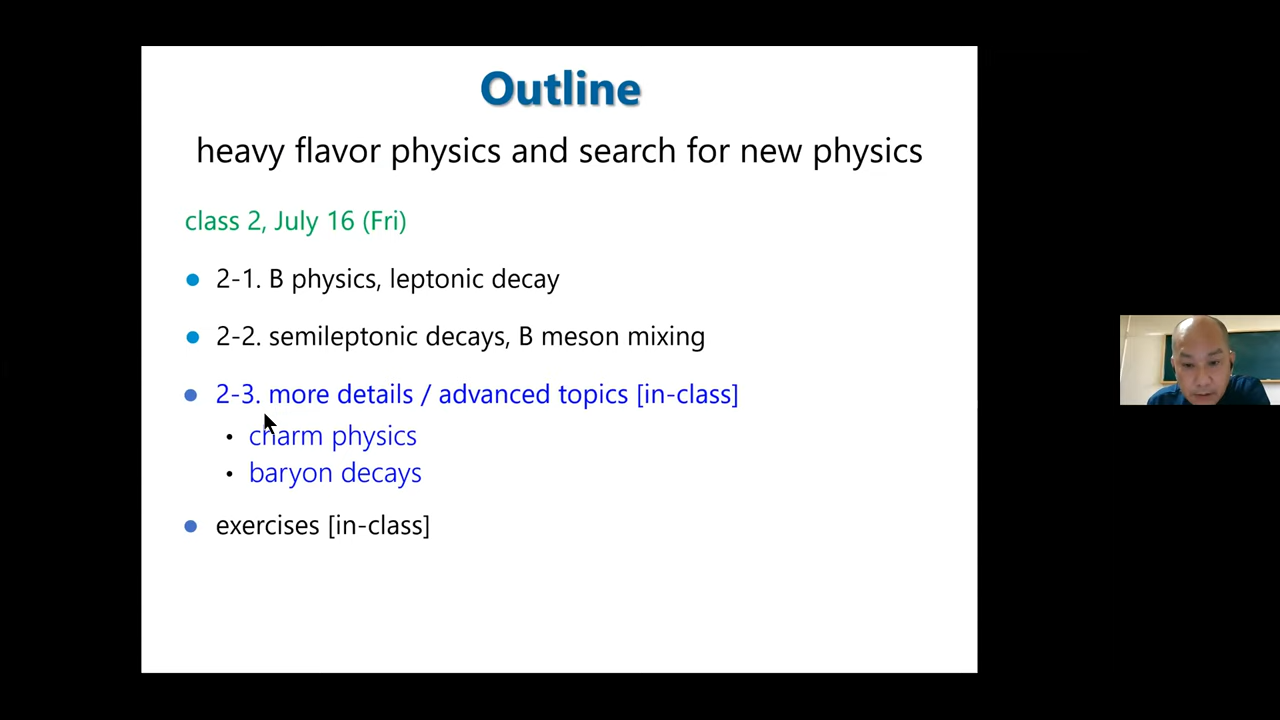 Outline
heavy flavor physics and search for new physics
class 2, July 16 (Fri)
2-1. B physics, leptonic decay
2-2. semileptonic decays, B meson mixing
2-3. more details / advanced topics [in-class]
charm physics
baryon decays
exercises [in-class]